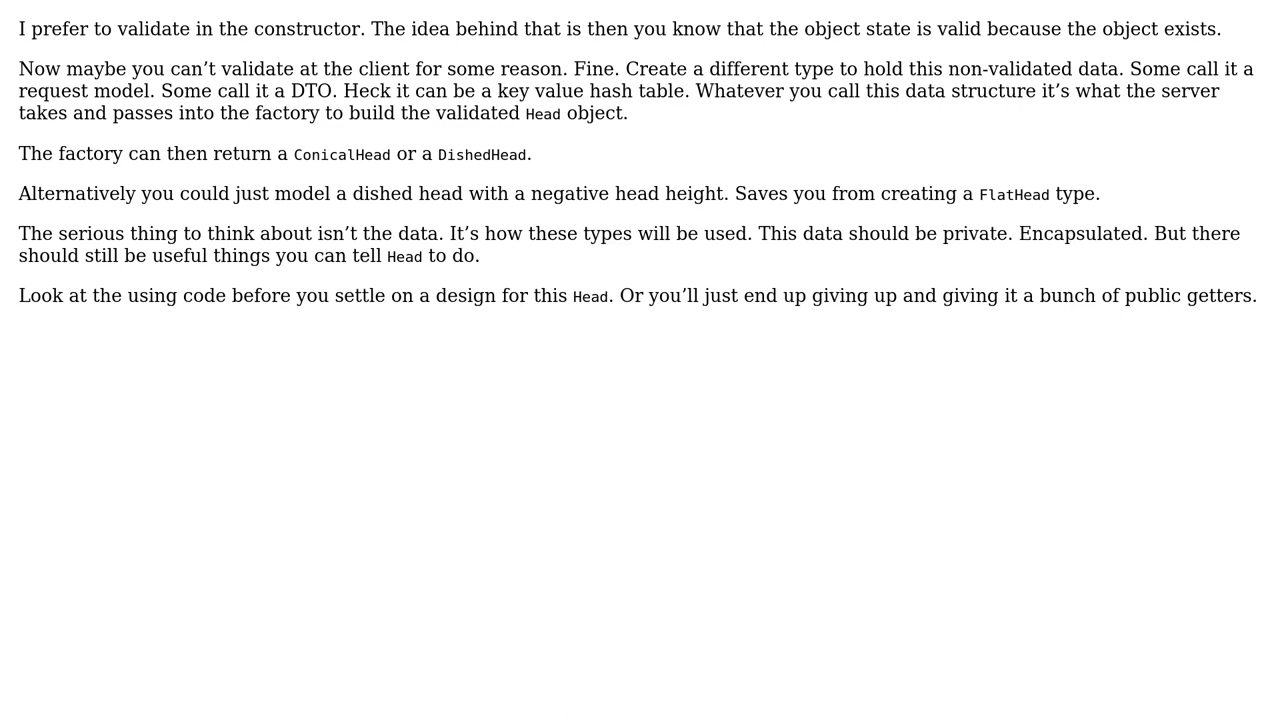 I prefer to validate in the constructor. The idea behind that is then you know that the object state is valid because the object exists.
Now maybe you can’t validate at the client for some reason. Fine. Create a different type to hold this non-validated data. Some call it a
request model. Some call it a DTO. Heck it can be a key value hash table. Whatever you call this data structure it’s what the server
takes and passes into the factory to build the validated Head object.
The factory can then return a ConicalHead or a DishedHead.
Alternatively you could just model a dished head with a negative head height. Saves you from creating a FlatHead type.
The serious thing to think about isn’t the data. It’s how these types will be used. This data should be private. Encapsulated. But there
should still be useful things you can tell Head to do.
Look at the using code before you settle on a design for this Head. Or you’ll just end up giving up and giving it a bunch of public getters.